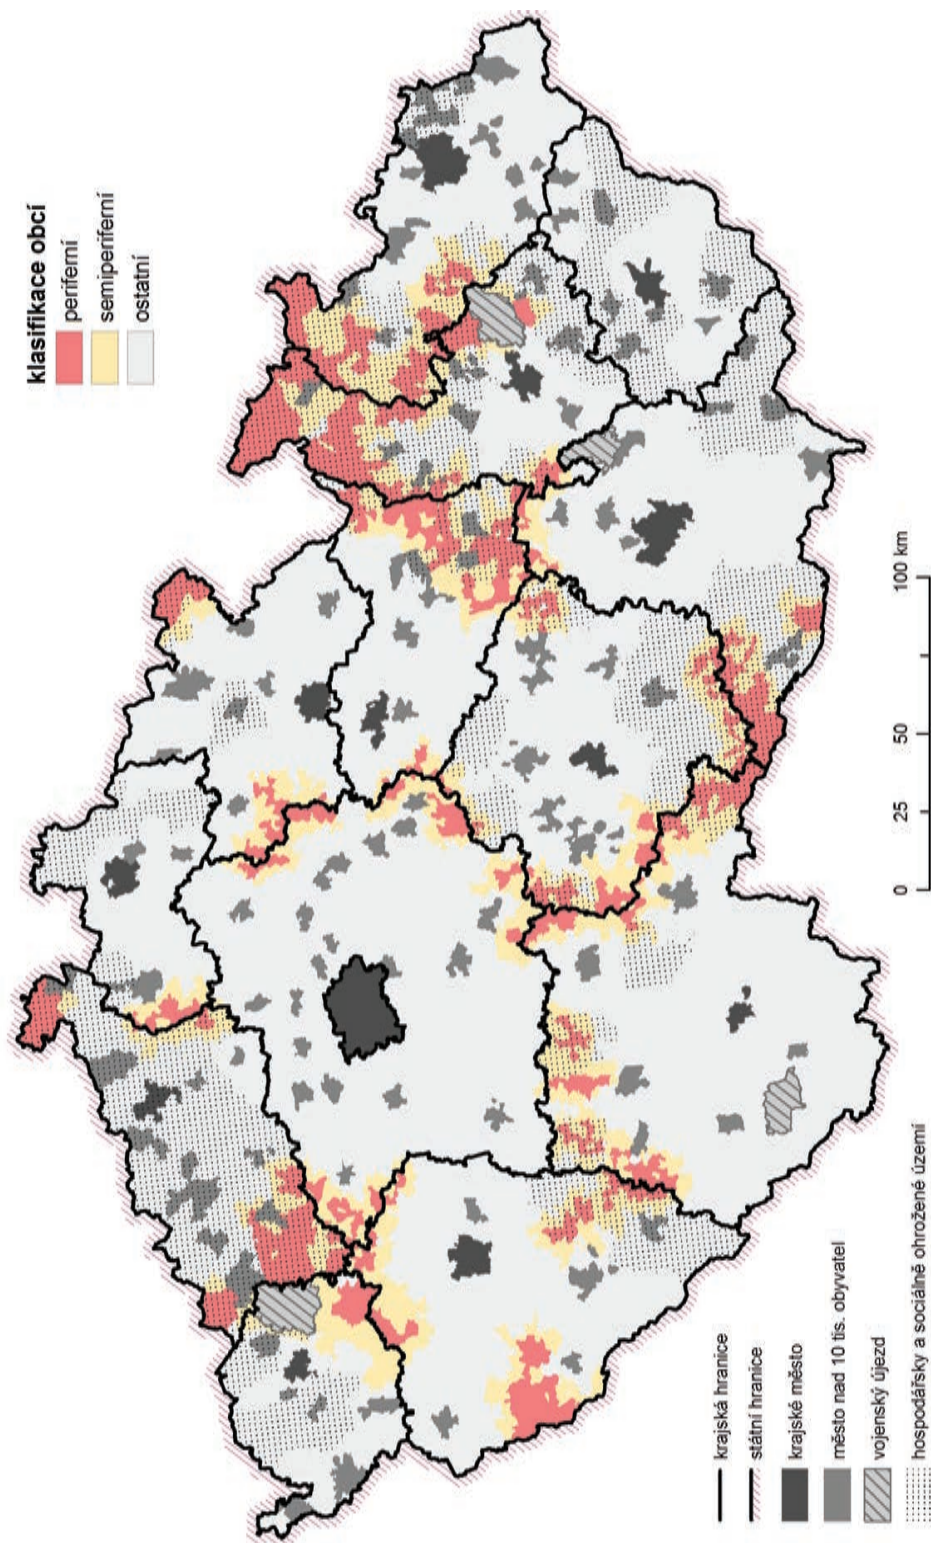 klasifikace obcí
periferní
semiperiferní
ostatní
krajská hranice
státní hranice
krajské město
město nad 10 tis. obyvatel
vojenský újezd
hospodářsky a sociálně ohrožené území
0 25 50 100 km